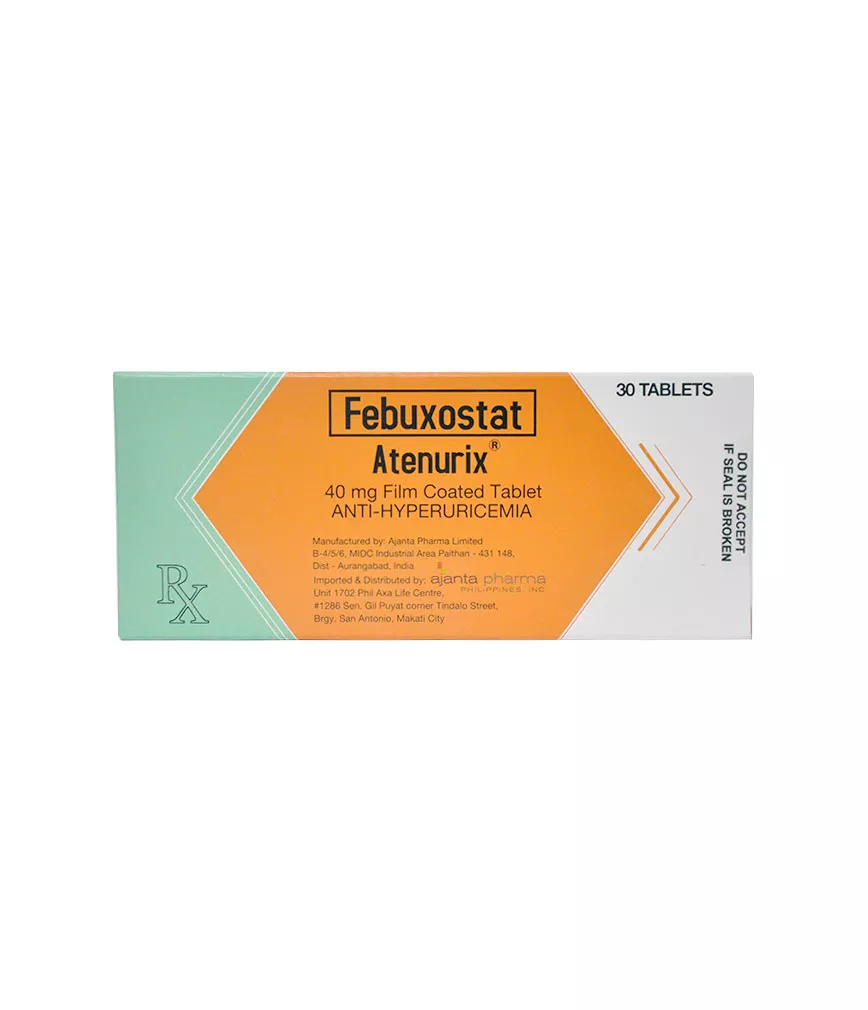 Febuxostat
Atenurix®
40 mg Film Coated Tablet
ANTI-HYPERURICEMIA
Manufactured by: Ajanta Pharma Limited
B-4/5/6, MIDC Industrial Area Paithan - 431 148,
Dist - Aurangabad, India
Imported & Distributed by: ajanta pharma
PHILIPPINES, INC
Unit 1702 Phil Axa Life Centre,
#1286 Sen. Gil Puyat corner Tindalo Street,
Brgy. San Antonio, Makati City
Rx
30 TABLETS
DO NOT ACCEPT
IF SEAL IS BROKEN